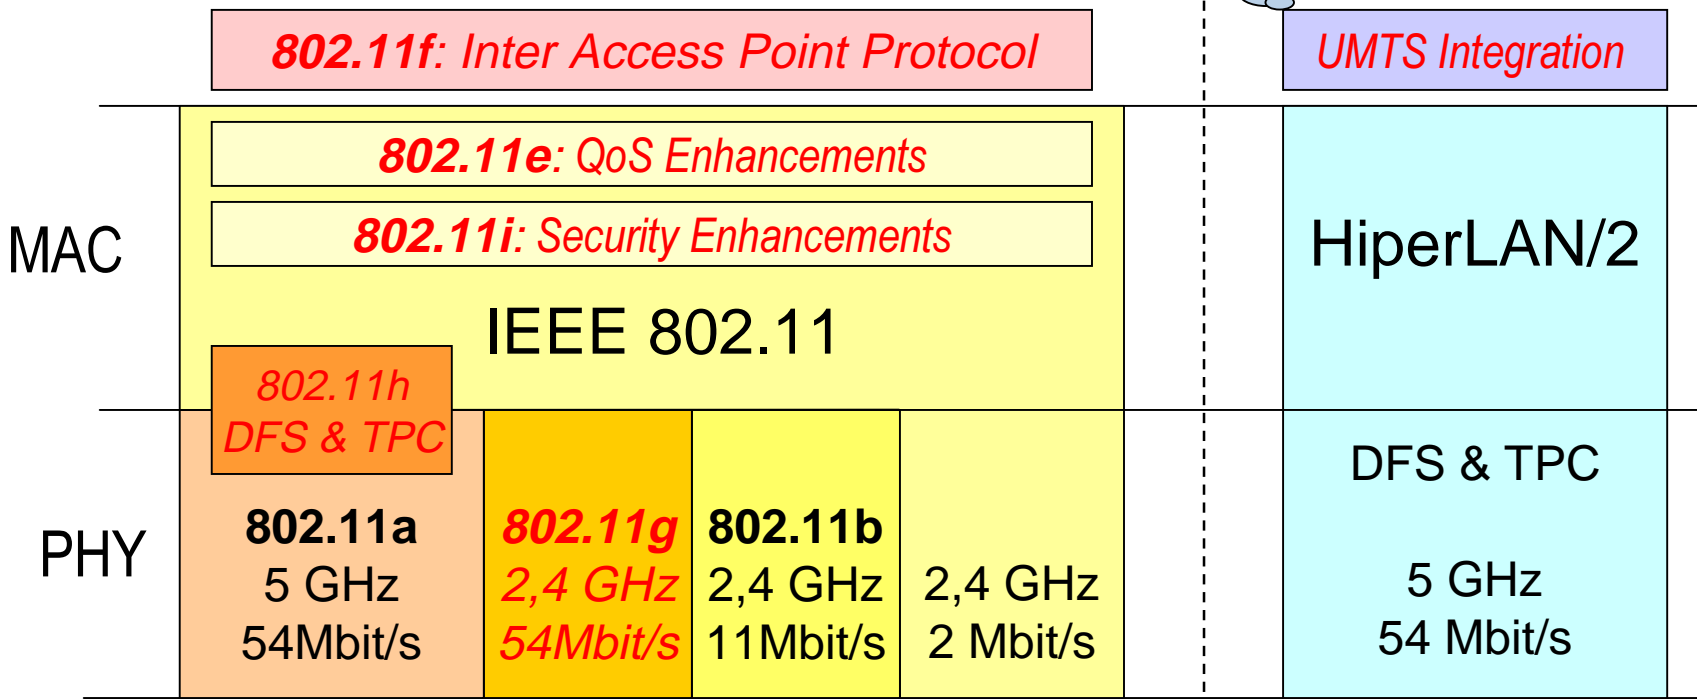 802.11f: Inter Access Point Protocol
UMTS Integration
MAC
802.11e: QoS Enhancements
802.11i: Security Enhancements
IEEE 802.11
HiperLAN/2
802.11h
DFS & TPC
PHY
802.11a
5 GHz
54Mbit/s
802.11g
2,4 GHz
54Mbit/s
802.11b
2,4 GHz
11Mbit/s
2,4 GHz
2 Mbit/s
DFS & TPC
5 GHz
54 Mbit/s